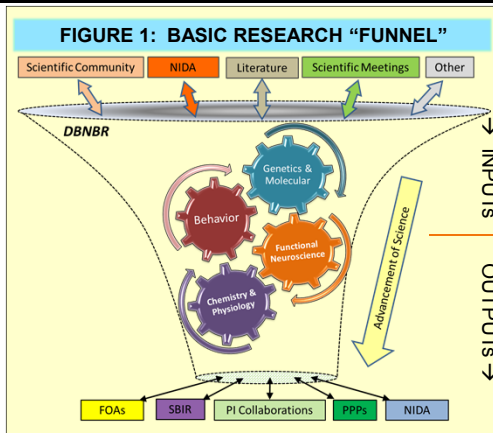 FIGURE 1: BASIC RESEARCH “FUNNEL”
Scientific Community
NIDA
Literature
Scientific Meetings
Other
DBNBR
← INPUTS
Genetics &
Molecular
Behavior
Functional
Neuroscience
Chemistry &
Physiology
Advancement of Science
OUTPUTS →
FOAs
SBIR
PI Collaborations
PPPs
NIDA